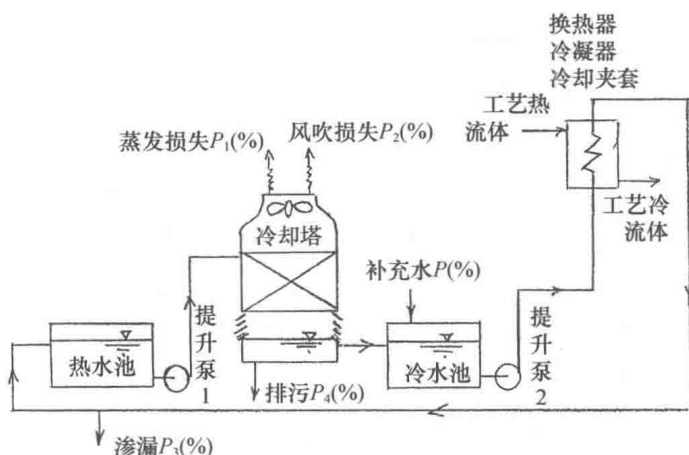 换热器
冷凝器
冷却夹套
工艺热
流体
蒸发损失P₁(%)
风吹损失P₂(%)
工艺冷
流体
冷却塔
补充水P(%)
提升泵1
热水池
冷水池
提升泵2
排污P₄(%)
渗漏P₃(%)